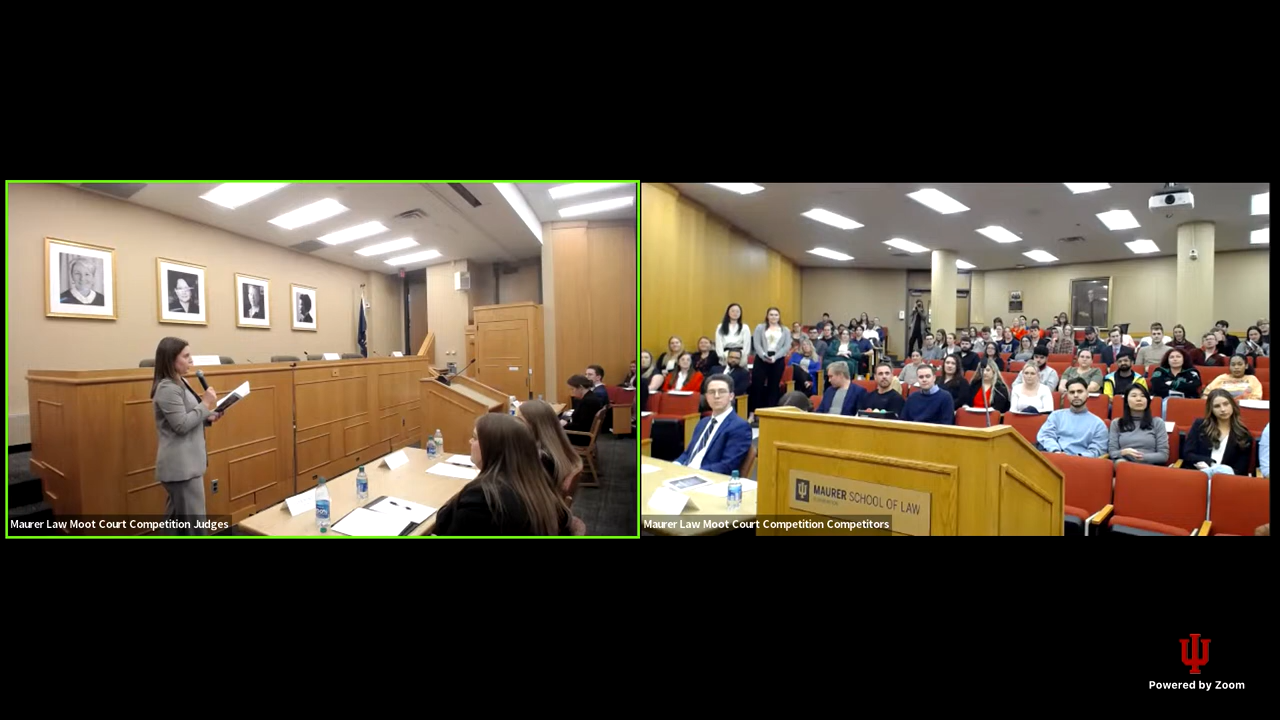 Maurer Law Moot Court Competition Judges
Maurer Law Moot Court Competition Competitors
MAURER SCHOOL OF LAW
Powered by Zoom